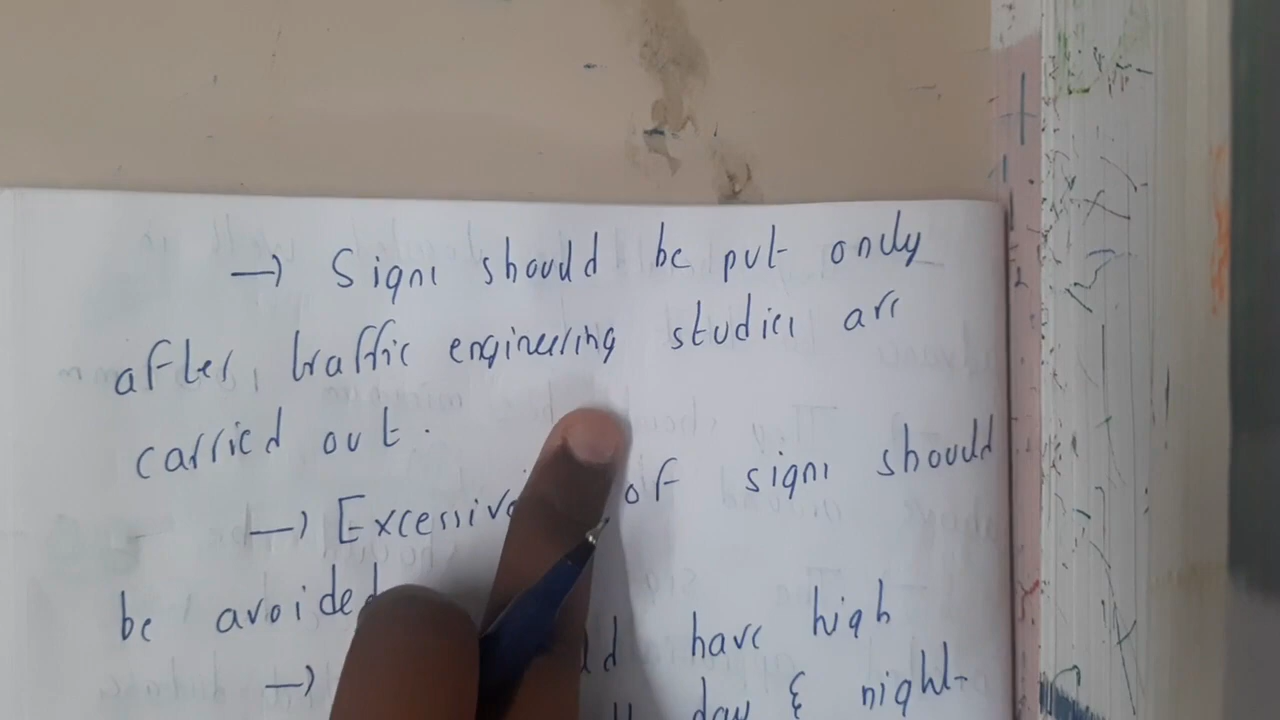 → Signs should be put only
after, traffic engineering studies are
carried out.
→ Excessive of signs should
be avoided
→ have high
day & night-